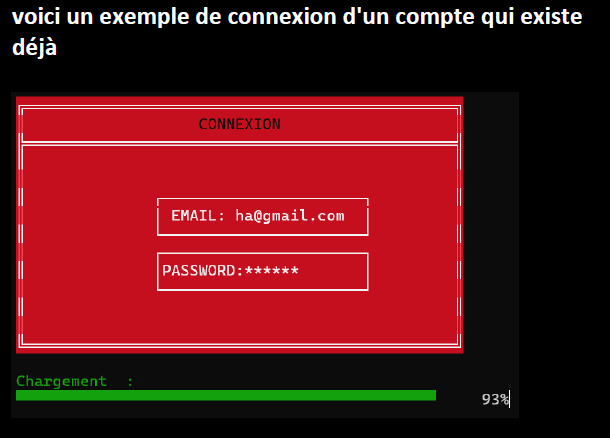 voici un exemple de connexion d'un compte qui existe
déjà
CONNEXION
EMAIL: ha@gmail.com
PASSWORD:******
Chargement :
93%